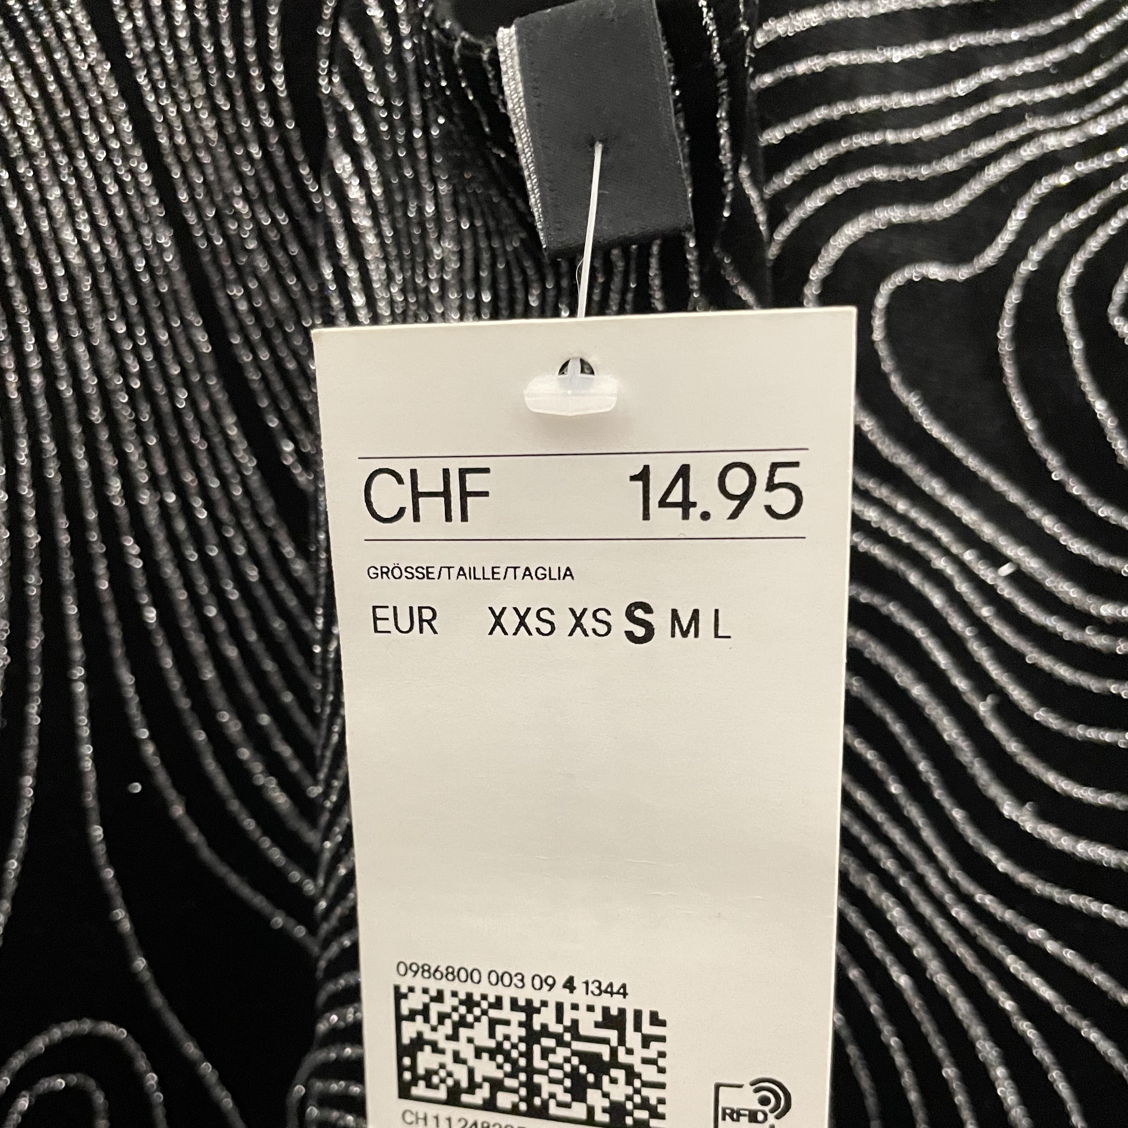 CHF 14.95
GRÖSSE/TAILLE/TAGLIA
EUR XXS XS S M L
0986800 003 09 4 1344
RFID